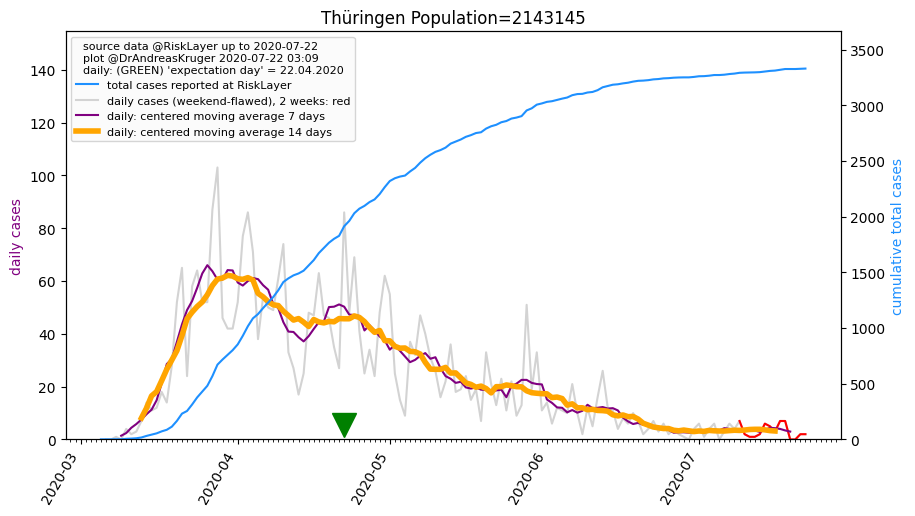 Thüringen Population=2143145
source data @RiskLayer up to 2020-07-22
plot @DrAndreasKruger 2020-07-22 03:09
daily: (GREEN) 'expectation day' = 22.04.2020
total cases reported at RiskLayer
daily cases (weekend-flawed), 2 weeks: red
daily: centered moving average 7 days
daily: centered moving average 14 days
daily cases
140
120
100
80
60
40
20
0
3500
3000
2500
2000
1500
1000
500
0
cumulative total cases
2020-03
2020-04
2020-05
2020-06
2020-07